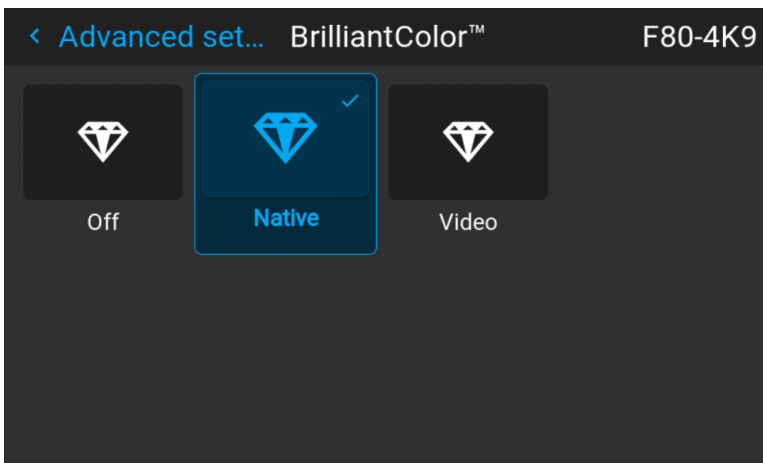 < Advanced set... BrilliantColor™ F80-4K9
Off Native Video